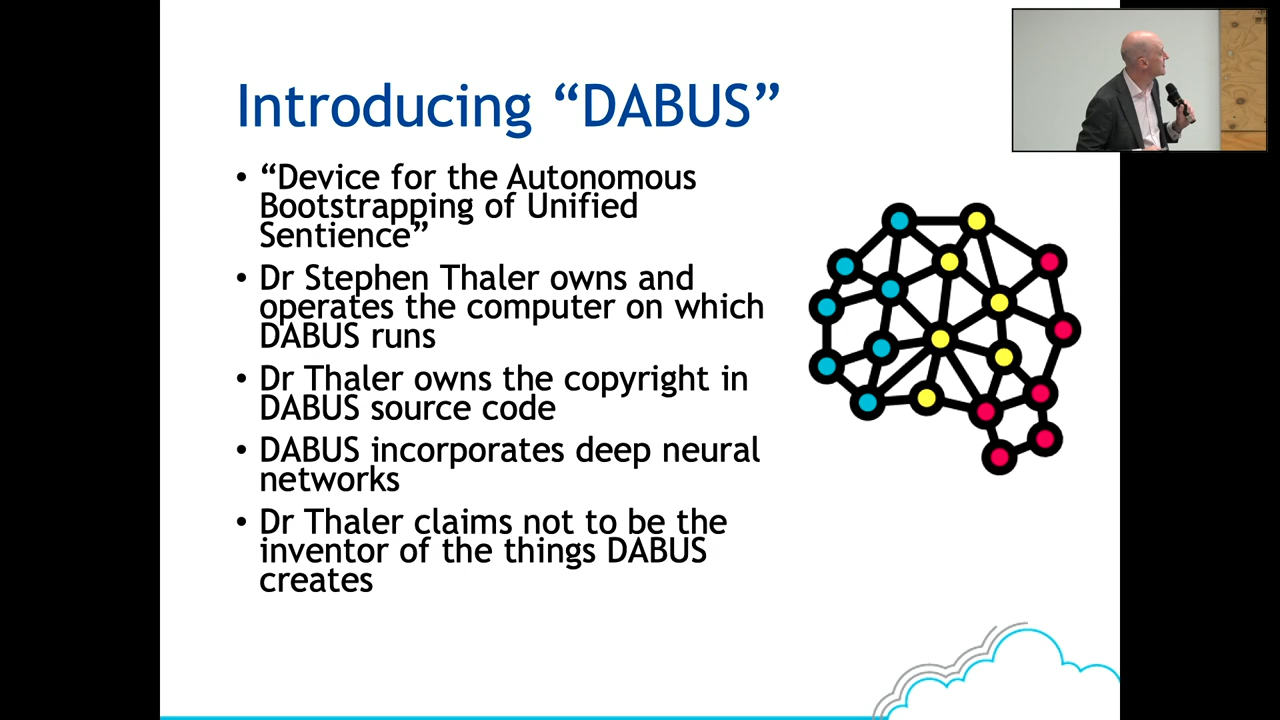 Introducing “DABUS”
• “Device for the Autonomous
Bootstrapping of Unified
Sentience”
• Dr Stephen Thaler owns and
operates the computer on which
DABUS runs
• Dr Thaler owns the copyright in
DABUS source code
• DABUS incorporates deep neural
networks
• Dr Thaler claims not to be the
inventor of the things DABUS
creates